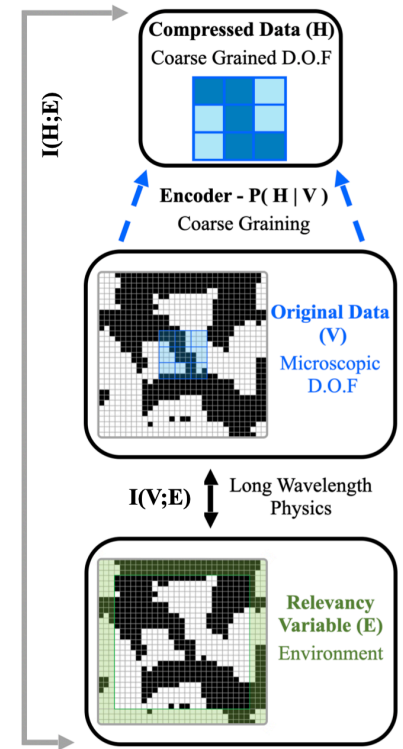 Compressed Data (H)
Coarse Grained D.O.F
I(H;E)
Encoder - P( H | V )
Coarse Graining
Original Data
(V)
Microscopic
D.O.F
I(V;E)
Long Wavelength
Physics
Relevancy
Variable (E)
Environment